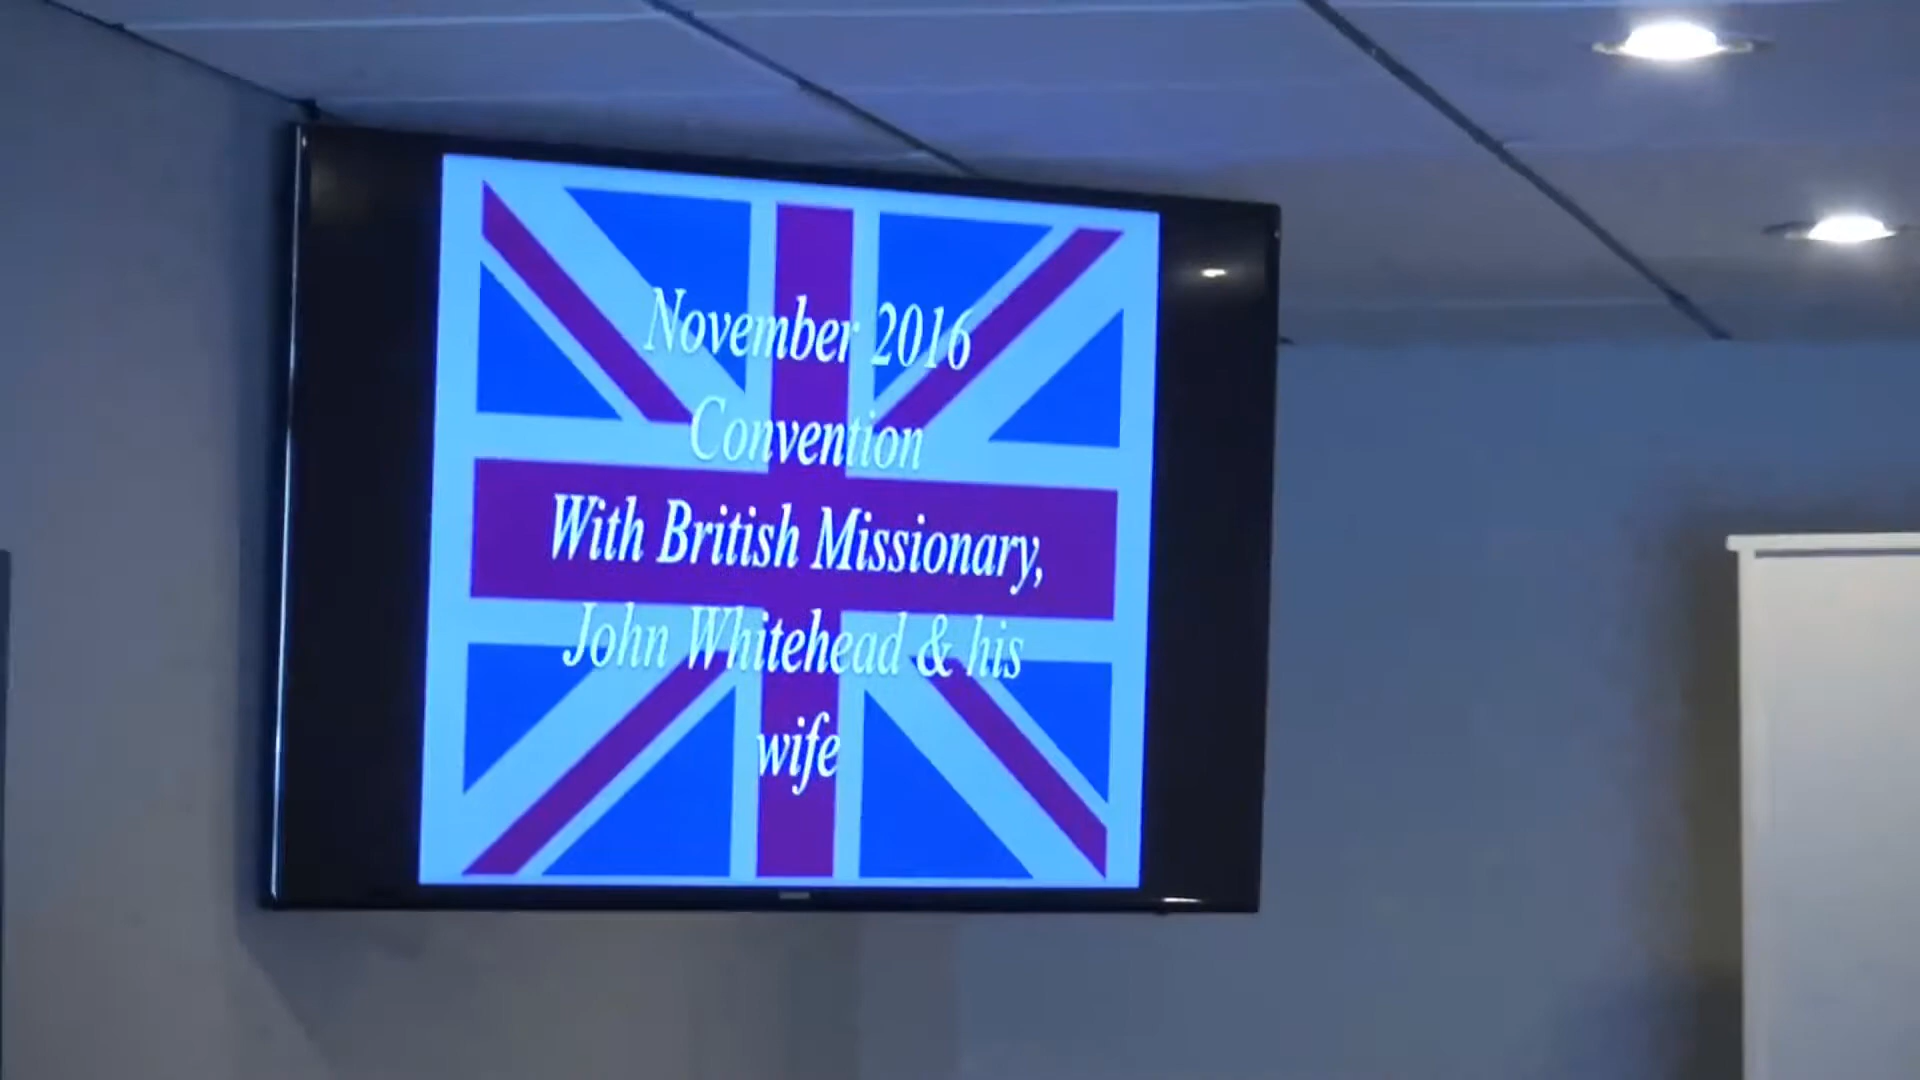 November 2016
Convention
With British Missionary,
John Whitehead & his
wife